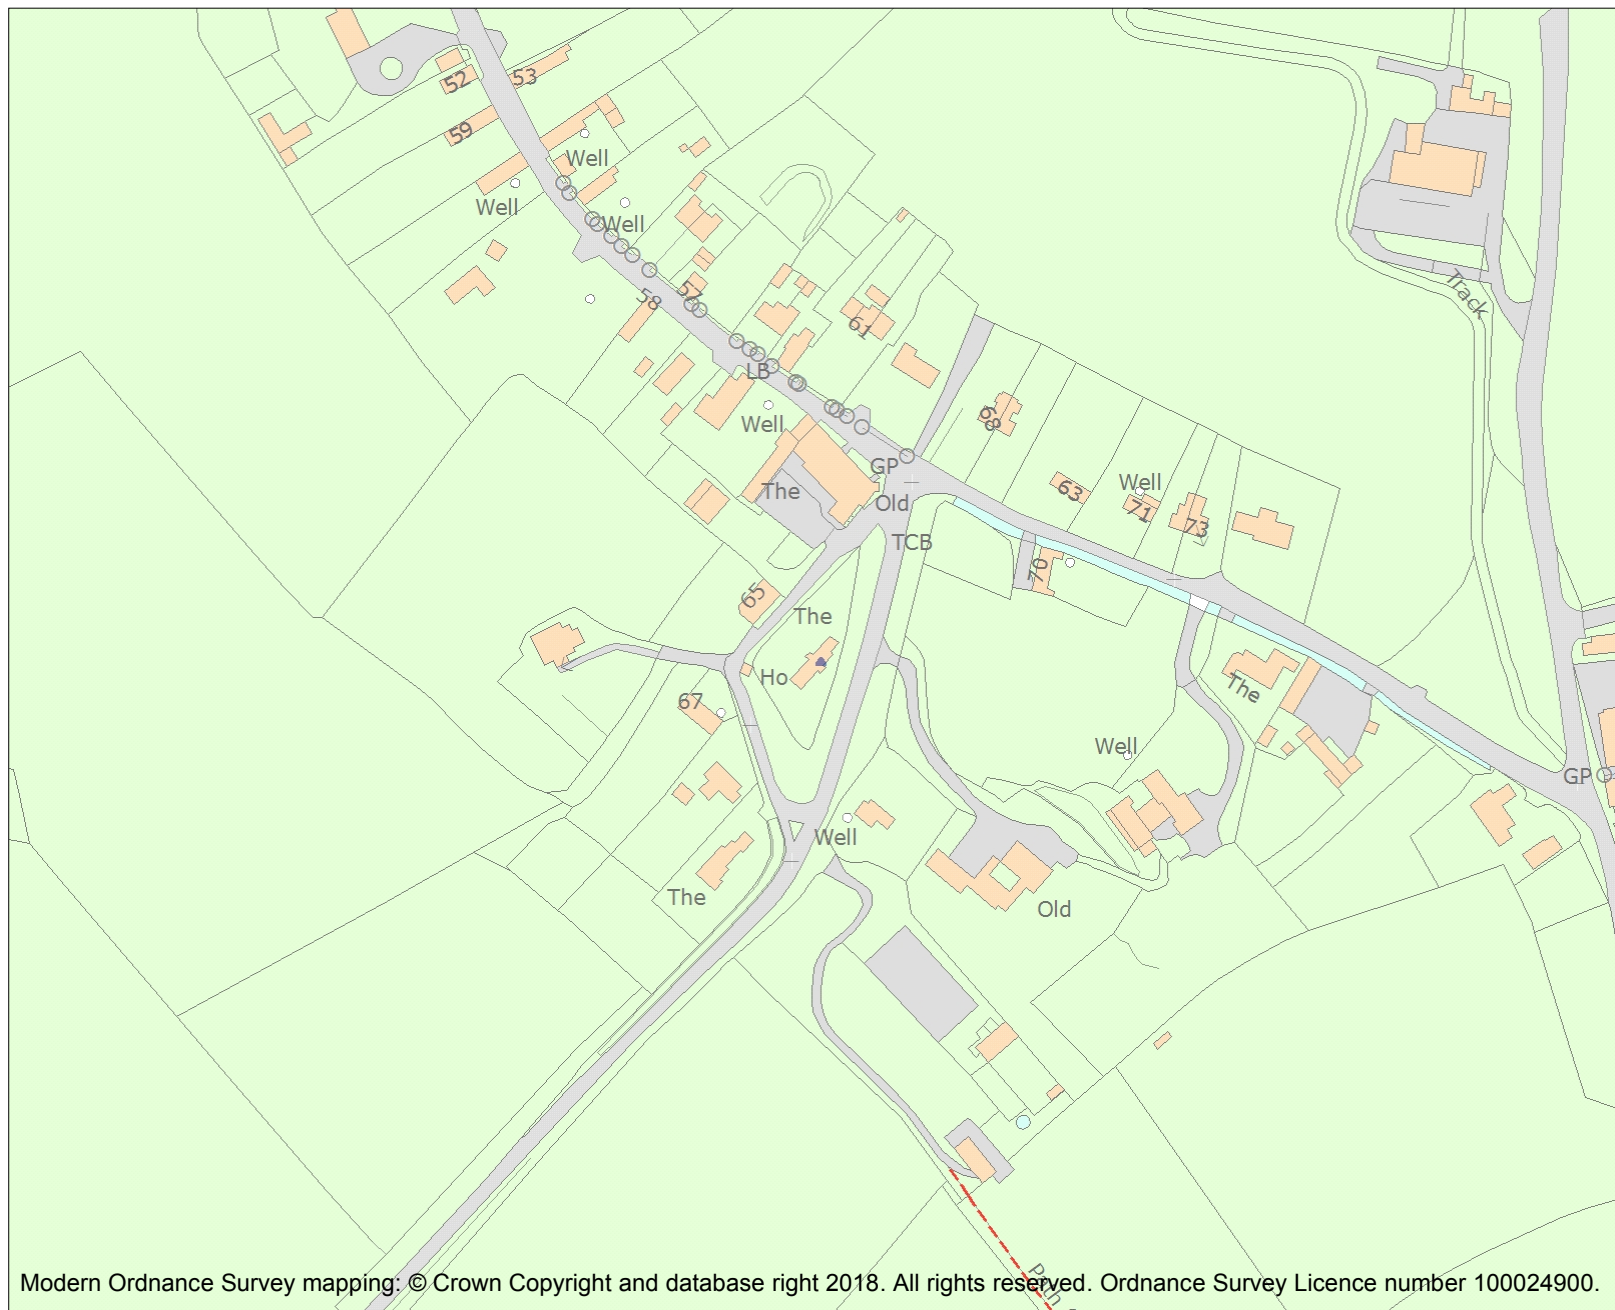 52
53
59
Well
Well
Well
57
58
61
Track
LB
68
Well
GP
63
Well
The
Old
71
73
TCB
70
65
The
Ho
67
The
Well
GP
Well
The
Old
Path
Modern Ordnance Survey mapping: © Crown Copyright and database right 2018. All rights reserved. Ordnance Survey Licence number 100024900.